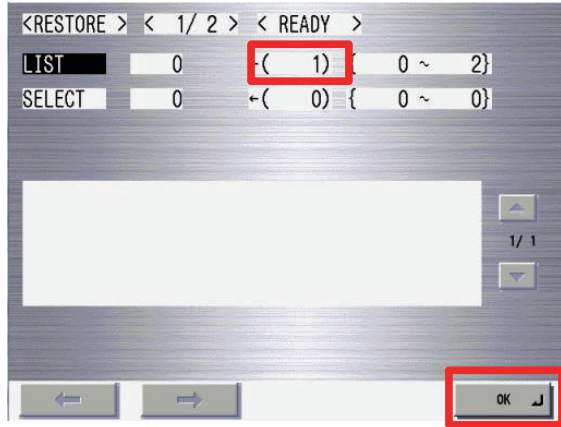 <RESTORE > < 1/ 2 > < READY >
LIST 0 ←( 1) { 0 ~ 2}
SELECT 0 ←( 0) { 0 ~ 0}
1/ 1
OK